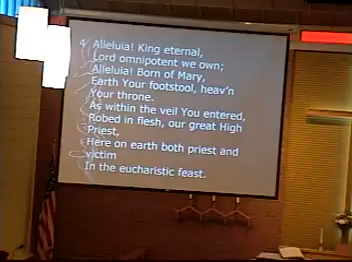 4 Alleluia! King eternal,
Lord omnipotent we own;
Alleluia! Born of Mary,
Earth Your footstool, heav'n
Your throne.
As within the veil You entered,
Robed in flesh, our great High
Priest,
Here on earth both priest and
victim
In the eucharistic feast.